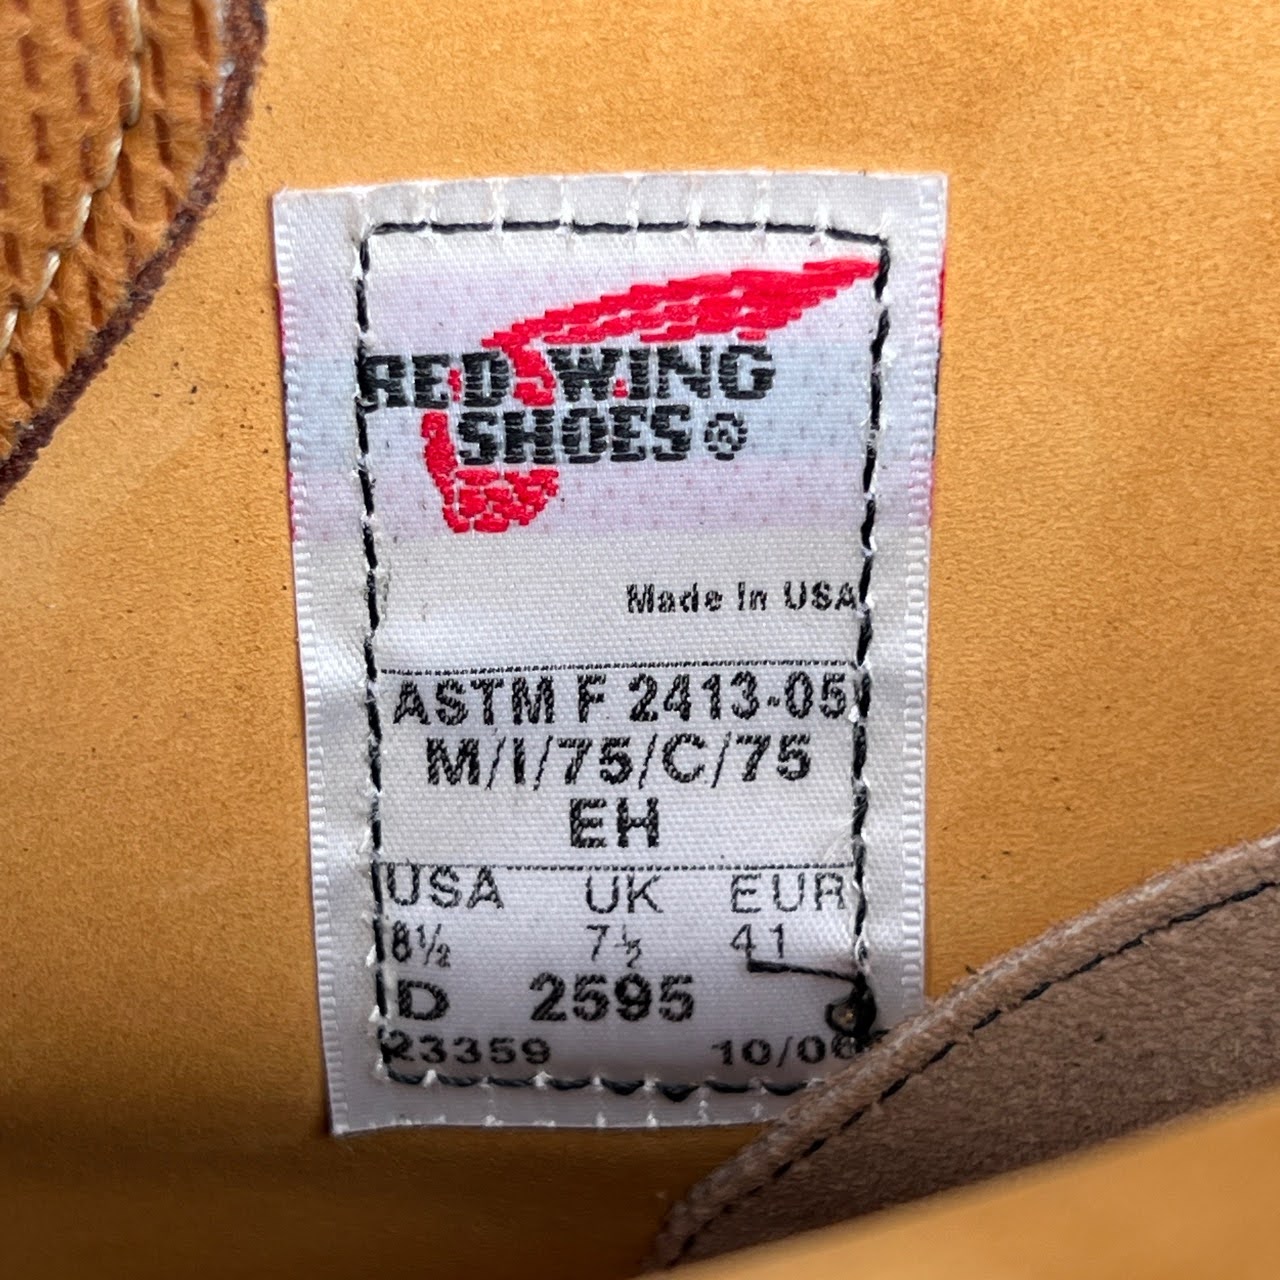 RED WING
SHOES®
Made In USA
ASTM F 2413-05
M/I/75/C/75
EH
USA UK EUR
8½ 7½ 41
D 2595
23359 10/06